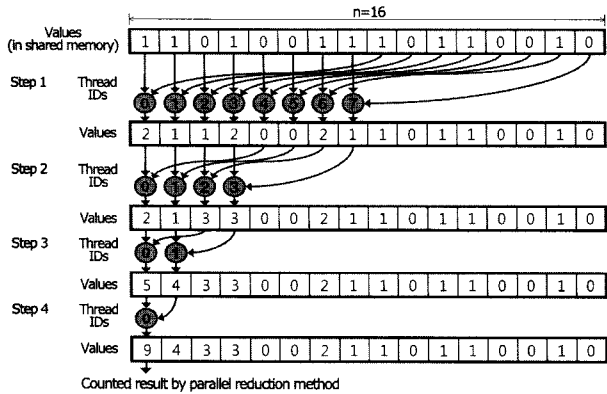 n=16
Values
(in shared memory)
1 1 0 1 0 0 1 1 1 0 1 1 0 0 1 0
Step 1
Thread
IDs
0 1 2 3 4 5 6 7
Values
2 1 1 2 0 0 2 1 1 0 1 1 0 0 1 0
Step 2
Thread
IDs
0 1 2 3
Values
2 1 3 3 0 0 2 1 1 0 1 1 0 0 1 0
Step 3
Thread
IDs
0 1
Values
5 4 3 3 0 0 2 1 1 0 1 1 0 0 1 0
Step 4
Thread
IDs
0
Values
9 4 3 3 0 0 2 1 1 0 1 1 0 0 1 0
Counted result by parallel reduction method